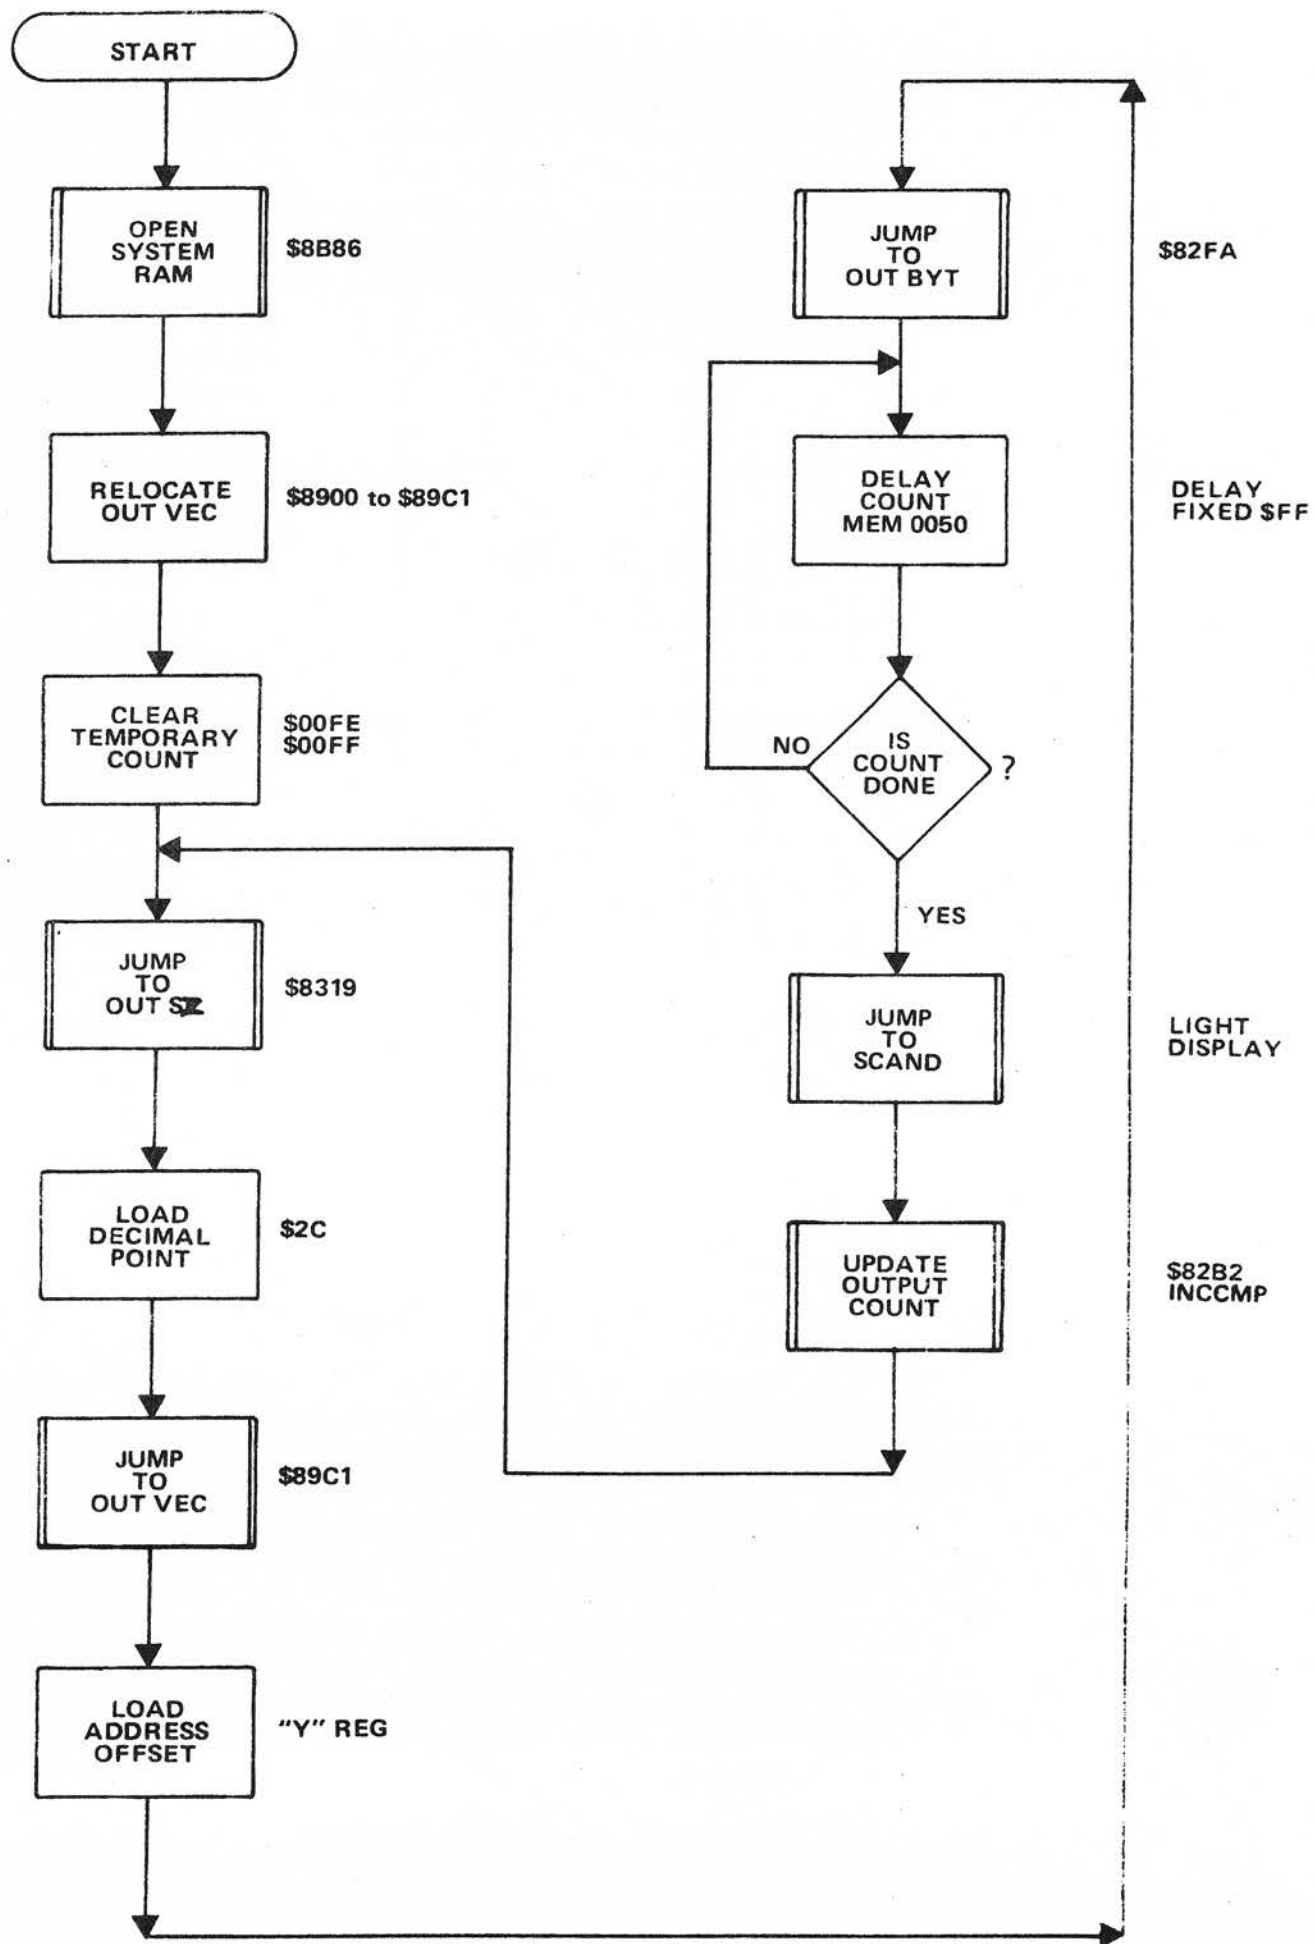 START
OPEN
SYSTEM
RAM
$8B86
RELOCATE
OUT VEC
$8900 to $89C1
CLEAR
TEMPORARY
COUNT
$00FE
$00FF
JUMP
TO
OUT
$8319
LOAD
DECIMAL
POINT
$2C
JUMP
TO
OUT VEC
$89C1
LOAD
ADDRESS
OFFSET
"Y" REG
JUMP
TO
OUT BYT
$82FA
DELAY
COUNT
MEM 0050
DELAY
FIXED $FF
IS
COUNT
DONE
?
NO
YES
JUMP
TO
SCAND
LIGHT
DISPLAY
UPDATE
OUTPUT
COUNT
$82B2
INCCMP